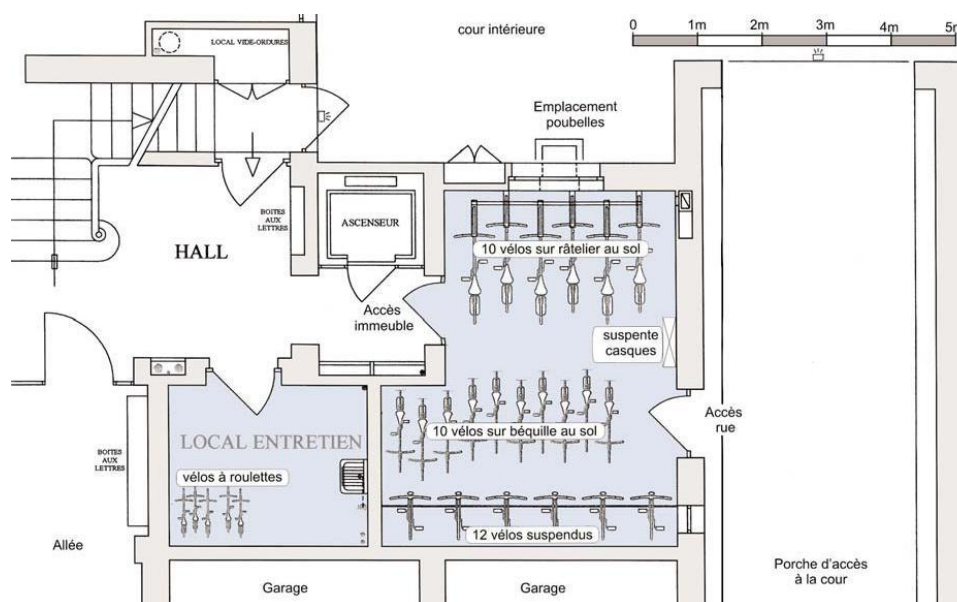 cour intérieure
0 1m 2m 3m 4m 5m
LOCAL VIDE-ORDURES
Emplacement
poubelles
BOITES
AUX
LETTRES
ASCENSEUR
HALL
10 vélos sur râtelier au sol
Accès
immeuble
suspente
casques
Accès
rue
LOCAL ENTRETIEN
10 vélos sur béquille au sol
BOITES
AUX
LETTRES
vélos à roulettes
12 vélos suspendus
Allée
Garage
Garage
Porche d'accès
à la cour